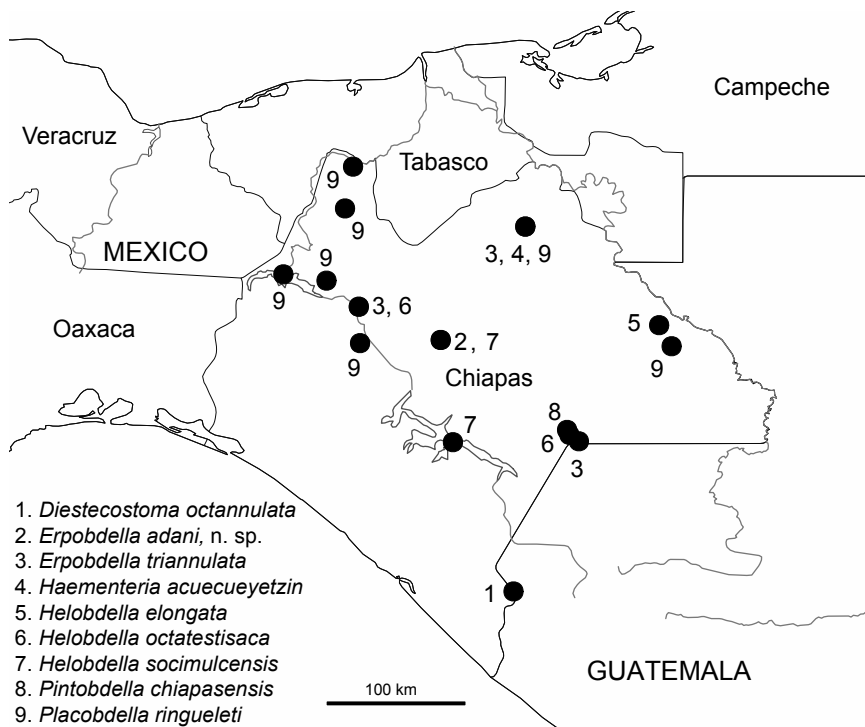 Campeche
Veracruz
Tabasco
9
9
3, 4, 9
MEXICO
9
9
3, 6
5
Oaxaca
2, 7
9
9
Chiapas
8
7
6
3
1. Diestecostoma octannulata
2. Erpobdella adani, n. sp.
3. Erpobdella triannulata
4. Haementeria acuecueyetzin
5. Helobdella elongata
6. Helobdella octatestisaca
7. Helobdella socimulcensis
8. Pintobdella chiapasensis
9. Placobdella ringueleti
1
GUATEMALA
100 km